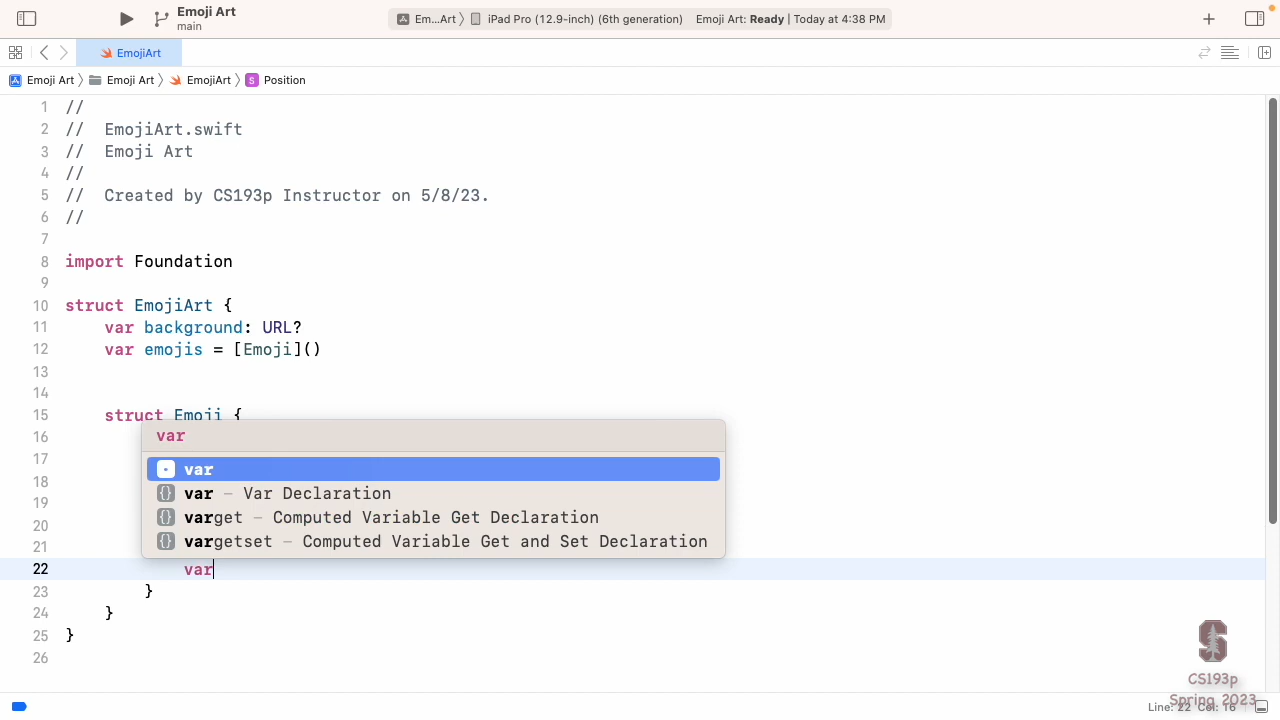 Emoji Art
main
Em...Art 〉 iPad Pro (12.9-inch) (6th generation) Emoji Art: Ready | Today at 4:38 PM
EmojiArt
Emoji Art 〉 Emoji Art 〉 EmojiArt 〉 S Position
1 //
2 // EmojiArt.swift
3 // Emoji Art
4 //
5 // Created by CS193p Instructor on 5/8/23.
6 //
7
8 import Foundation
9
10 struct EmojiArt {
11 var background: URL?
12 var emojis = [Emoji]()
13
14
15 struct Emoji {
16 var
17
18 var
19 {} var – Var Declaration
20 {} varget – Computed Variable Get Declaration
21 {} vargetset – Computed Variable Get and Set Declaration
22 var
23 }
24 }
25 }
26
S
CS193p
Spring 2023
Line: 22 Col: 16